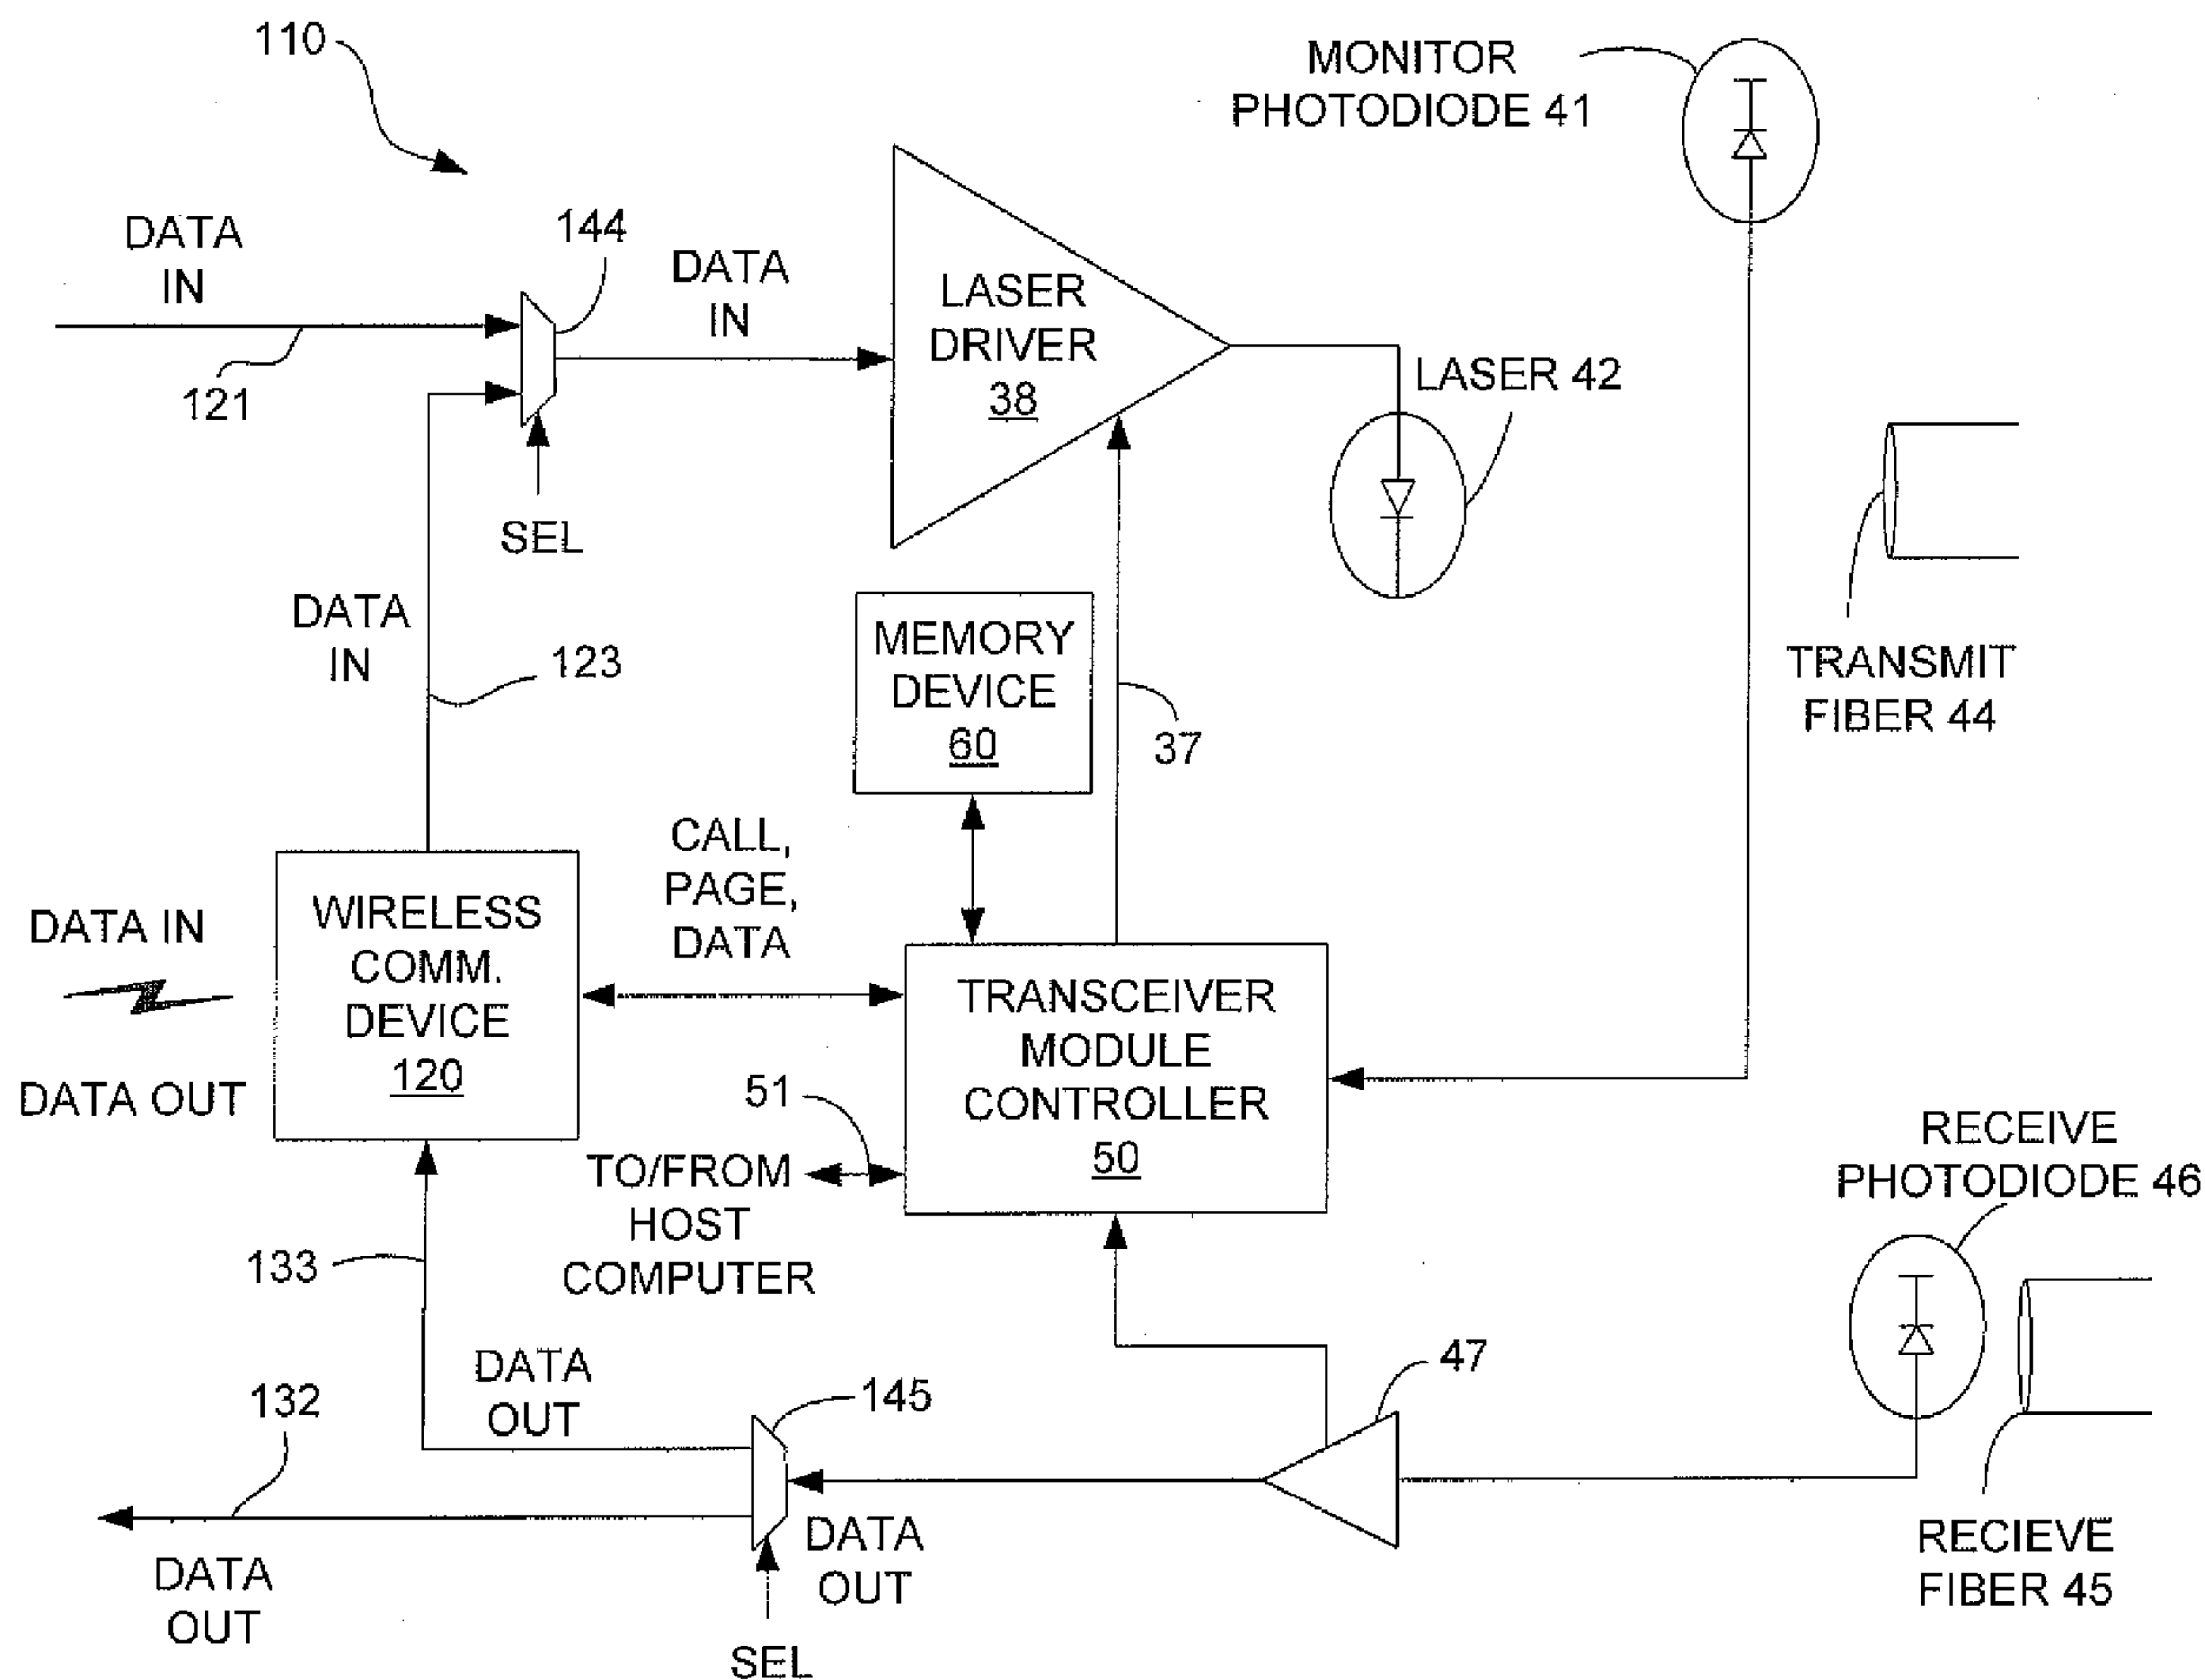 110
MONITOR
PHOTODIODE 41
DATA
IN
144
DATA
IN
LASER
DRIVER
38
LASER 42
121
SEL
DATA
IN
123
MEMORY
DEVICE
60
37
TRANSMIT
FIBER 44
CALL,
PAGE,
DATA
DATA IN
DATA OUT
WIRELESS
COMM.
DEVICE
120
TRANSCEIVER
MODULE
CONTROLLER
50
51
TO/FROM
HOST
COMPUTER
RECEIVE
PHOTODIODE 46
133
DATA
OUT
47
132
145
DATA
OUT
DATA
OUT
SEL
RECIEVE
FIBER 45